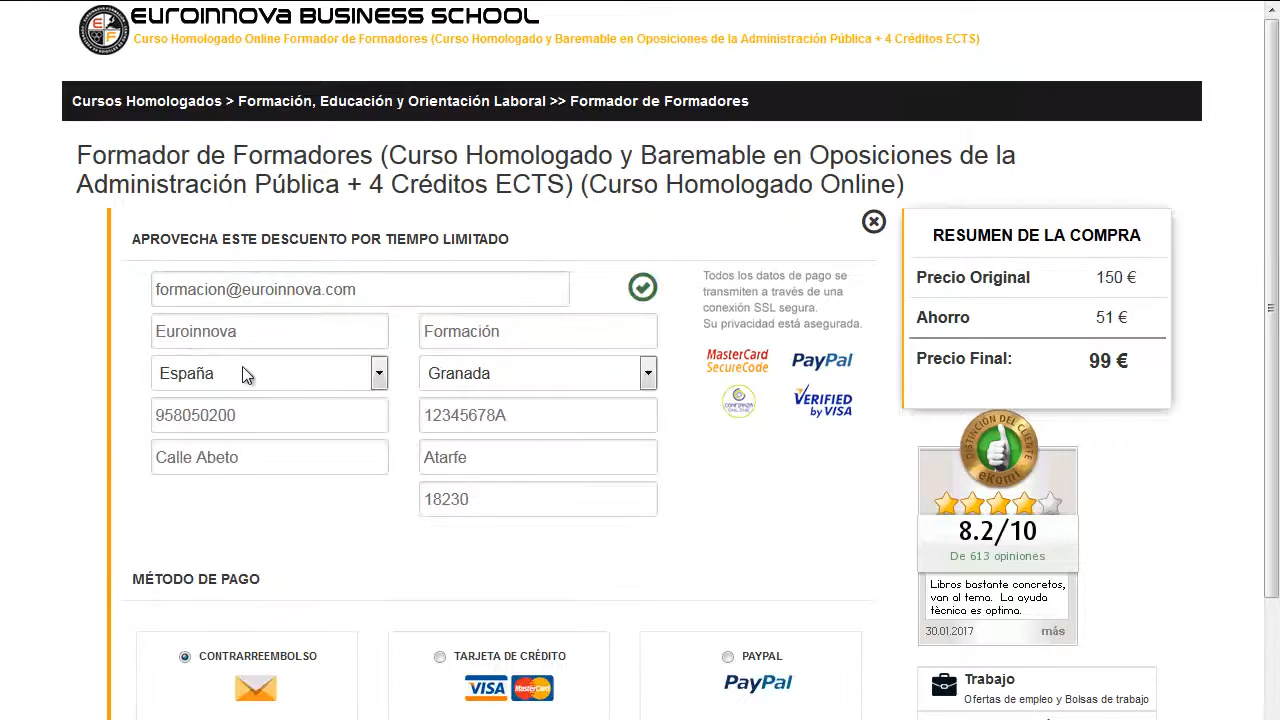 EUROINNOVA BUSINESS SCHOOL
Curso Homologado Online Formador de Formadores (Curso Homologado y Baremable en Oposiciones de la Administración Pública + 4 Créditos ECTS)
Cursos Homologados > Formación, Educación y Orientación Laboral >> Formador de Formadores
Formador de Formadores (Curso Homologado y Baremable en Oposiciones de la
Administración Pública + 4 Créditos ECTS) (Curso Homologado Online)
APROVECHA ESTE DESCUENTO POR TIEMPO LIMITADO
formacion@euroinnova.com
Euroinnova
Formación
España
Granada
958050200
12345678A
Calle Abeto
Atarfe
18230
Todos los datos de pago se
transmiten a través de una
conexión SSL segura.
Su privacidad está asegurada.
MasterCard
SecureCode
PayPal
CONFIANZA
ONLINE
VERIFIED
by VISA
RESUMEN DE LA COMPRA
Precio Original 150 €
Ahorro 51 €
Precio Final: 99 €
DISTINCIÓN DEL CLIENTE
eKomi
8.2/10
De 613 opiniones
Libros bastante concretos,
van al tema. La ayuda
tècnica es optima.
30.01.2017 más
Trabajo
Ofertas de empleo y Bolsas de trabajo
MÉTODO DE PAGO
CONTRARREEMBOLSO
TARJETA DE CRÉDITO
VISA MasterCard
PAYPAL
PayPal